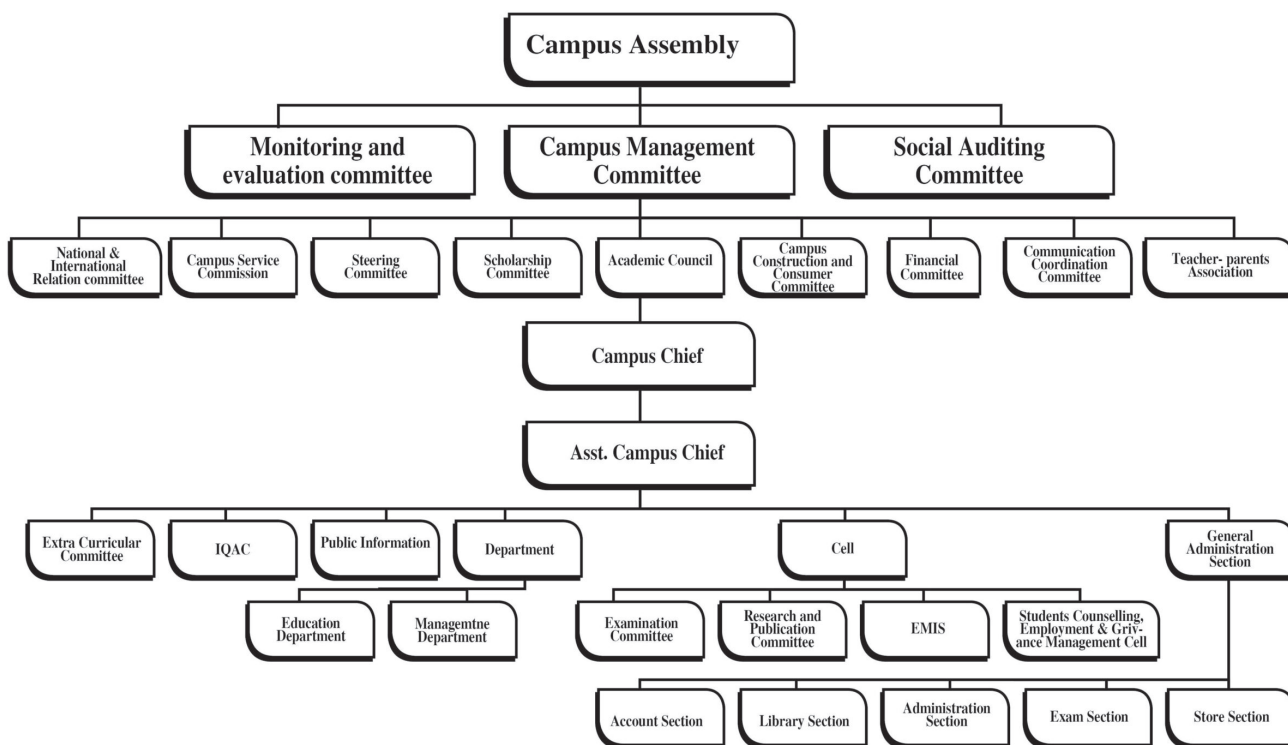 Campus Assembly
Monitoring and
evaluation committee
Campus Management
Committee
Social Auditing
Committee
National &
International
Relation committee
Campus Service
Commission
Steering
Committee
Scholarship
Committee
Academic Council
Campus
Construction and
Consumer
Committee
Financial
Committee
Communication
Coordination
Committee
Teacher- parents
Association
Campus Chief
Asst. Campus Chief
Extra Curricular
Committee
IQAC
Public Information
Department
Cell
General
Administration
Section
Education
Department
Managemtne
Department
Examination
Committee
Research and
Publication
Committee
EMIS
Students Counselling,
Employment & Griv-
ance Management Cell
Account Section
Library Section
Administration
Section
Exam Section
Store Section